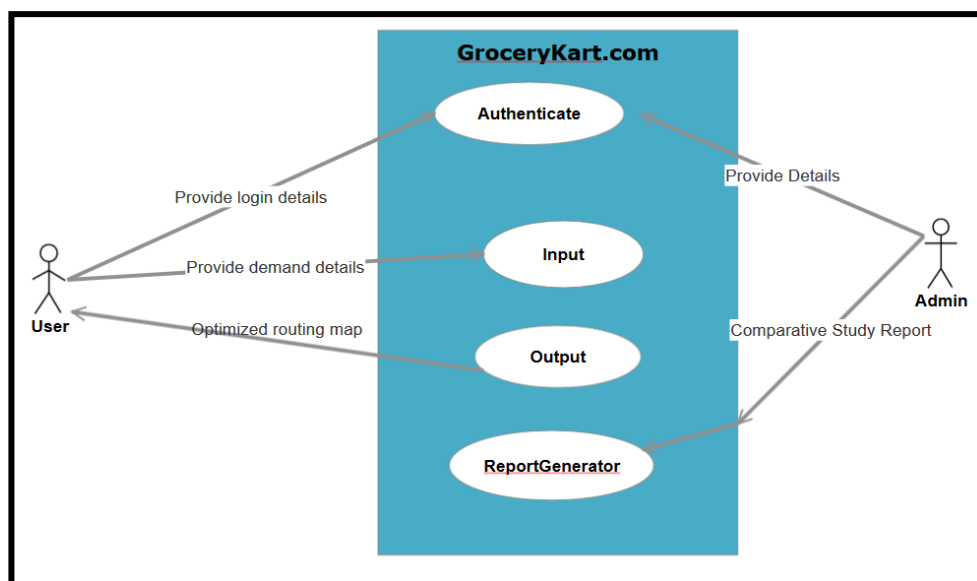 GroceryKart.com
Authenticate
Provide Details
Provide login details
Input
Provide demand details
User
Admin
Optimized routing map
Comparative Study Report
Output
ReportGenerator